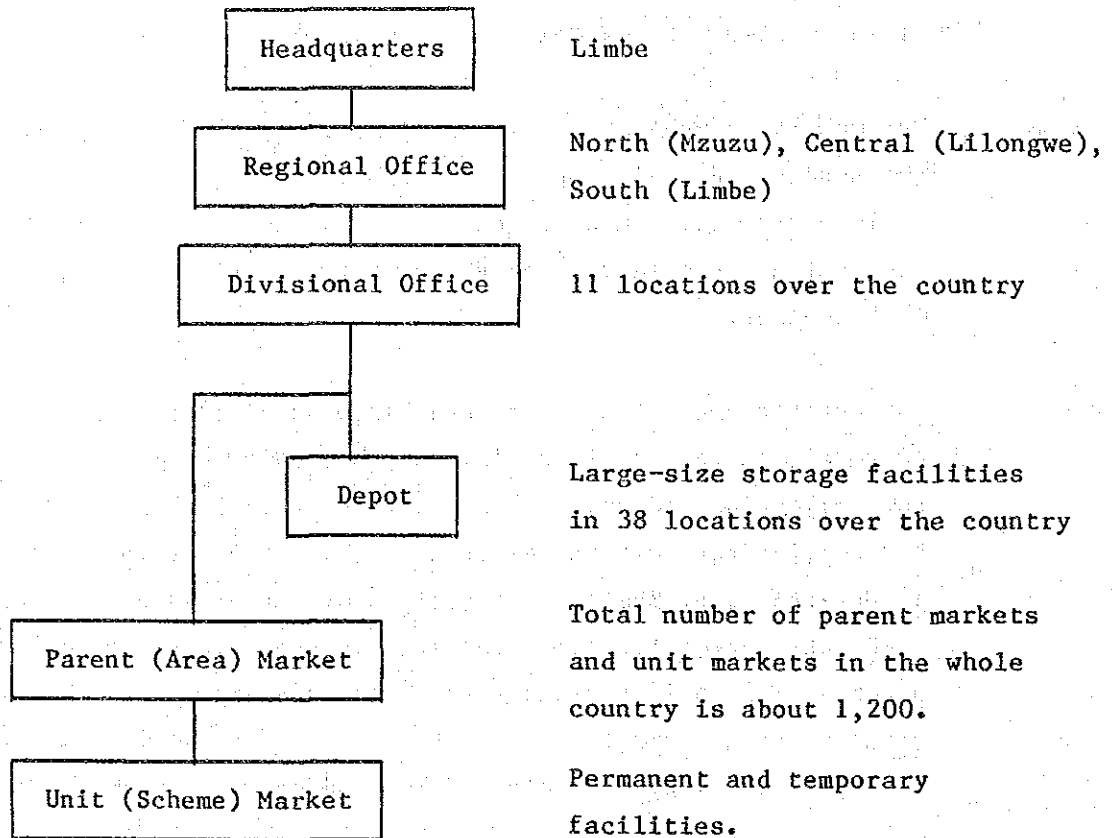 Headquarters
Limbe
Regional Office
North (Mzuzu), Central (Lilongwe),
South (Limbe)
Divisional Office
11 locations over the country
Depot
Large-size storage facilities
in 38 locations over the country
Parent (Area) Market
Total number of parent markets
and unit markets in the whole
country is about 1,200.
Unit (Scheme) Market
Permanent and temporary
facilities.